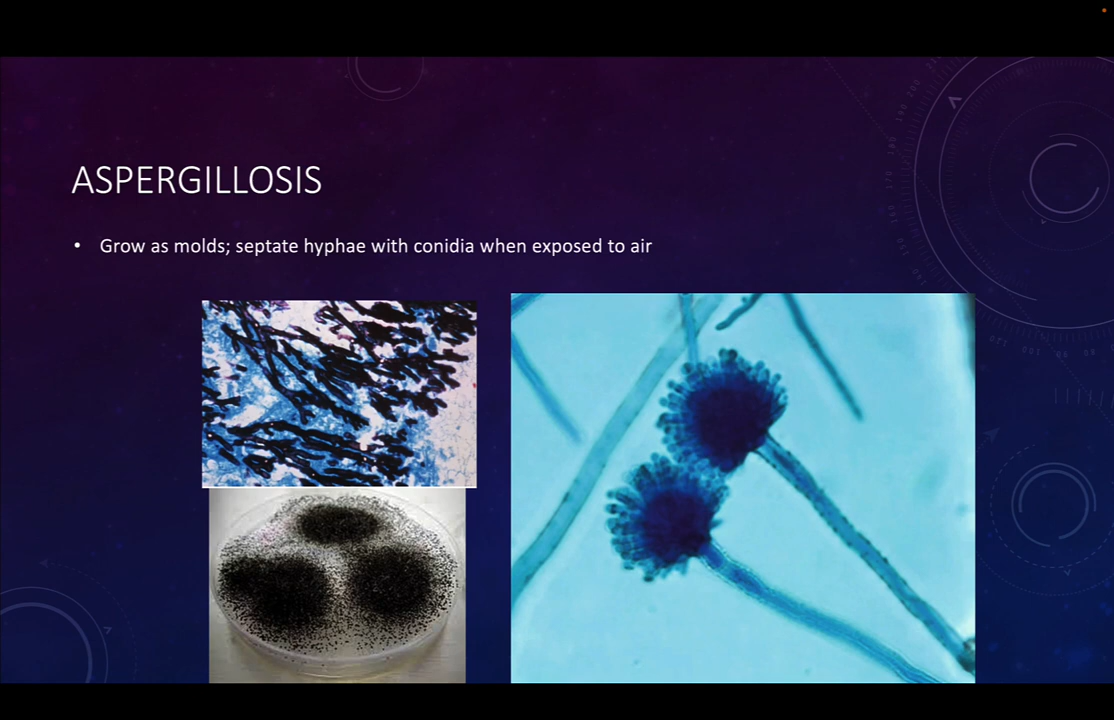 ASPERGILLOSIS
• Grow as molds; septate hyphae with conidia when exposed to air